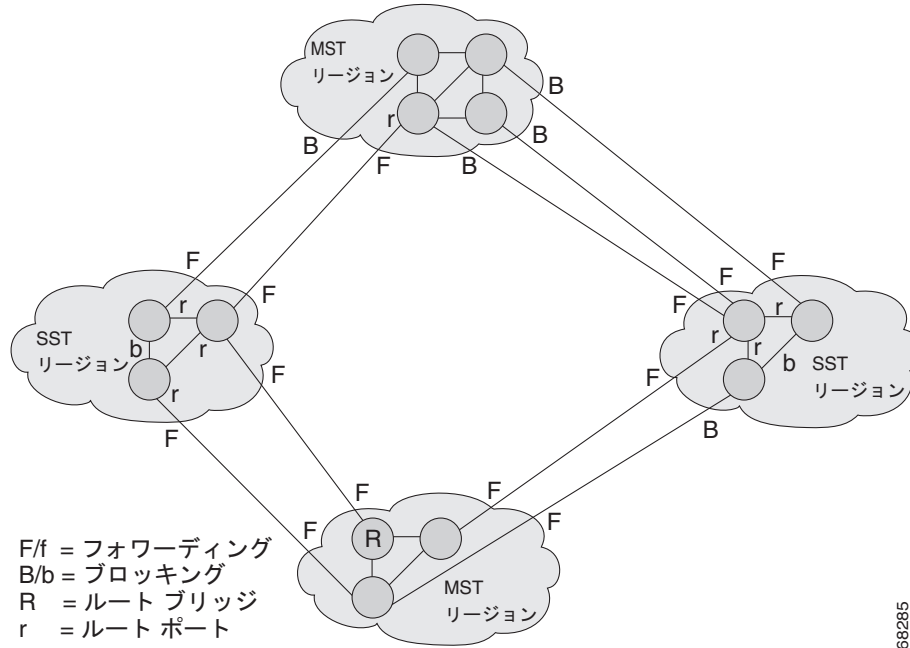 MST
リージョン
r
B
B
B
F
B
F
F
F
F
SST
リージョン
r
b
r
r
F
F
F
r
r
r
b
SST
リージョン
F
B
F
F
F
F
R
MST
リージョン
F/f = フォワーディング
B/b = ブロッキング
R = ルート ブリッジ
r = ルート ポート
68285